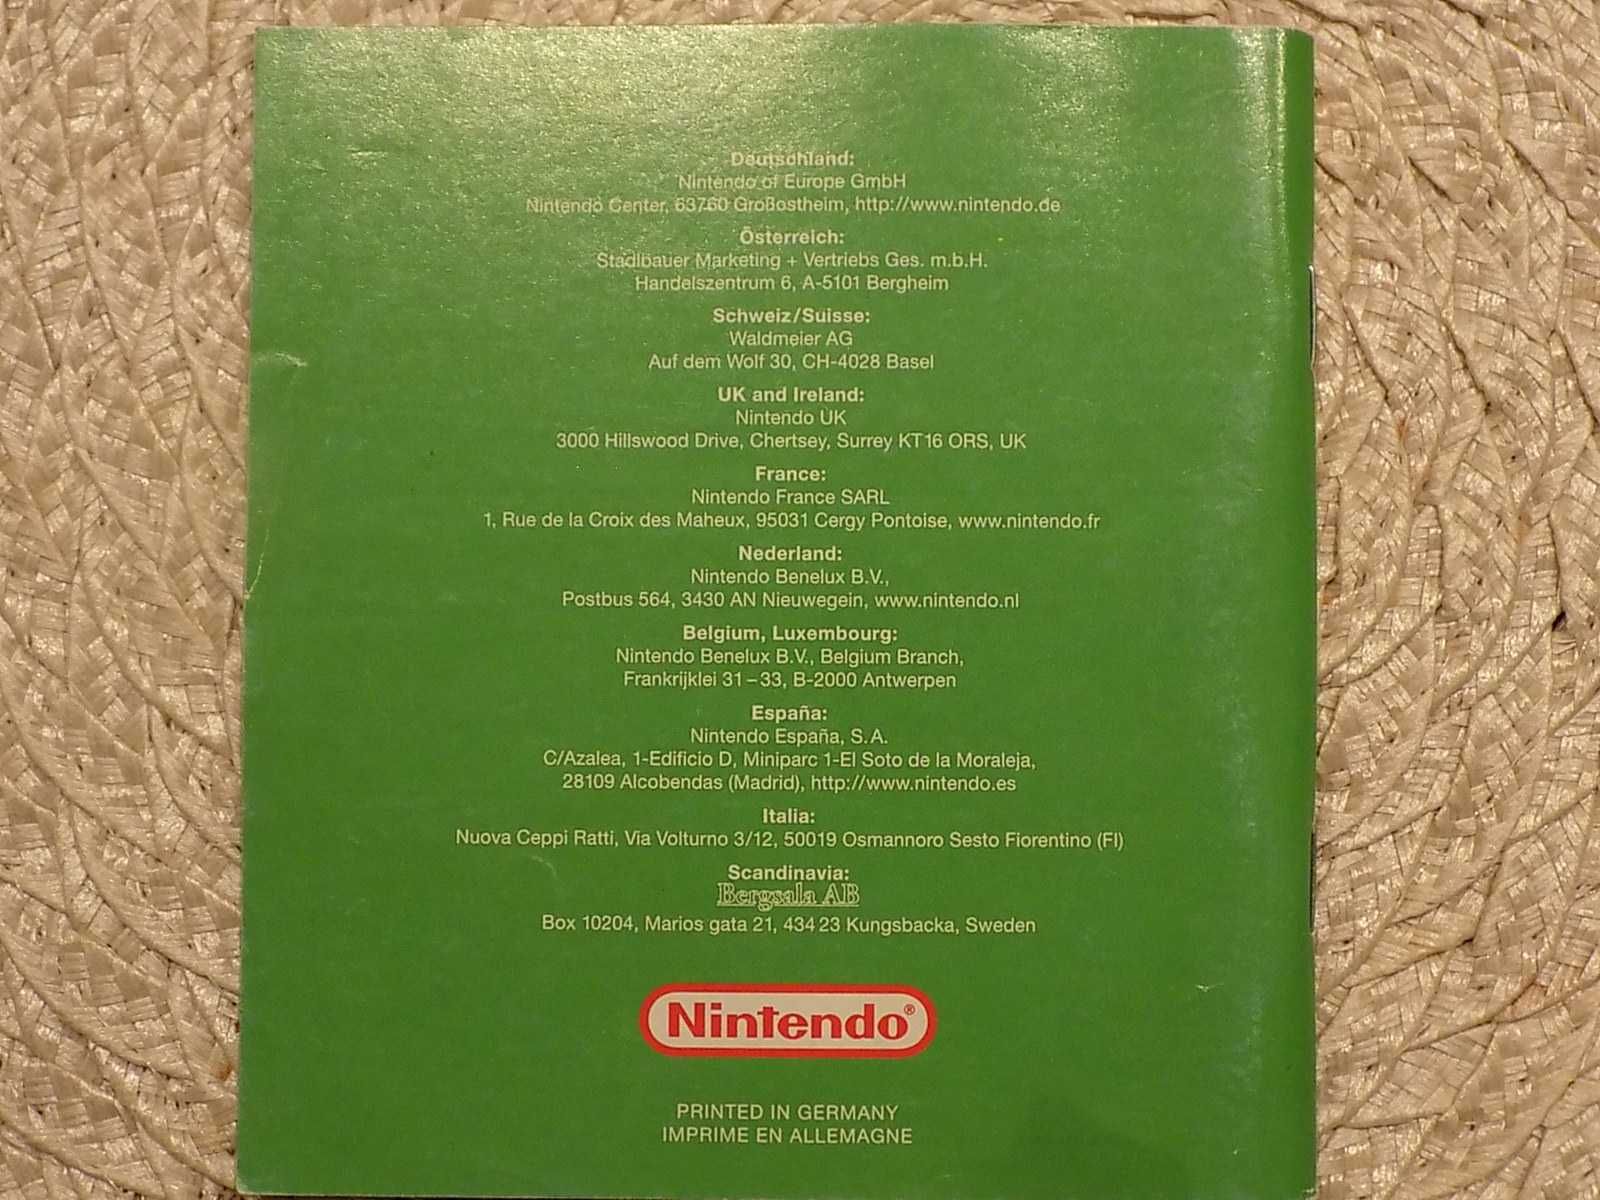 Deutschland:
Nintendo of Europe GmbH
Nintendo Center, 63760 Großostheim, http://www.nintendo.de
Österreich:
Stadlbauer Marketing + Vertriebs Ges. m.b.H.
Handelszentrum 6, A-5101 Bergheim
Schweiz/Suisse:
Waldmeier AG
Auf dem Wolf 30, CH-4028 Basel
UK and Ireland:
Nintendo UK
3000 Hillswood Drive, Chertsey, Surrey KT16 ORS, UK
France:
Nintendo France SARL
1, Rue de la Croix des Maheux, 95031 Cergy Pontoise, www.nintendo.fr
Nederland:
Nintendo Benelux B.V.,
Postbus 564, 3430 AN Nieuwegein, www.nintendo.nl
Belgium, Luxembourg:
Nintendo Benelux B.V., Belgium Branch,
Frankrijklei 31–33, B-2000 Antwerpen
España:
Nintendo España, S.A.
C/Azalea, 1-Edificio D, Miniparc 1-El Soto de la Moraleja,
28109 Alcobendas (Madrid), http://www.nintendo.es
Italia:
Nuova Ceppi Ratti, Via Volturno 3/12, 50019 Osmannoro Sesto Fiorentino (FI)
Scandinavia:
Bergsala AB
Box 10204, Marios gata 21, 434 23 Kungsbacka, Sweden
Nintendo®
PRINTED IN GERMANY
IMPRIME EN ALLEMAGNE